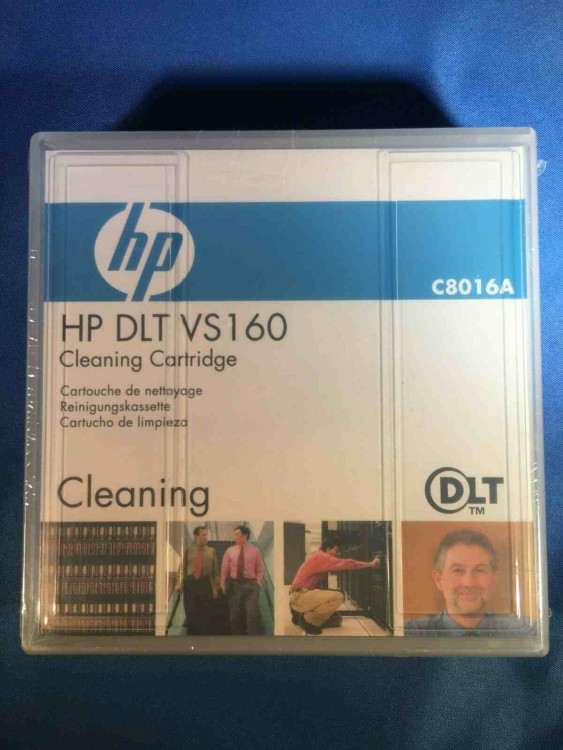 hp
C8016A
HP DLT VS160
Cleaning Cartridge
Cartouche de nettoyage
Reinigungskassette
Cartucho de limpieza
Cleaning
DLT
TM